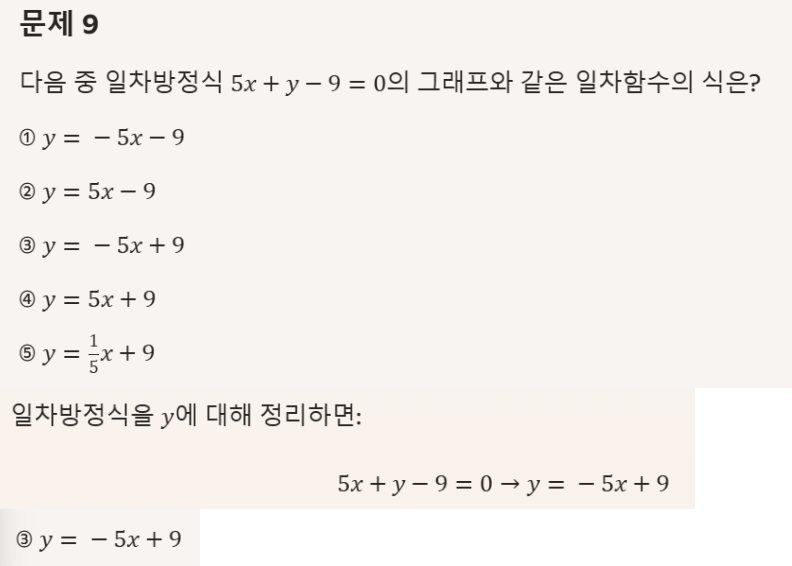 문제 9
다음 중 일차방정식 5x + y − 9 = 0의 그래프와 같은 일차함수의 식은?
① y = − 5x − 9
② y = 5x − 9
③ y = − 5x + 9
④ y = 5x + 9
⑤ y = 1/5 x + 9
일차방정식을 y에 대해 정리하면:
5x + y − 9 = 0 → y = − 5x + 9
③ y = − 5x + 9